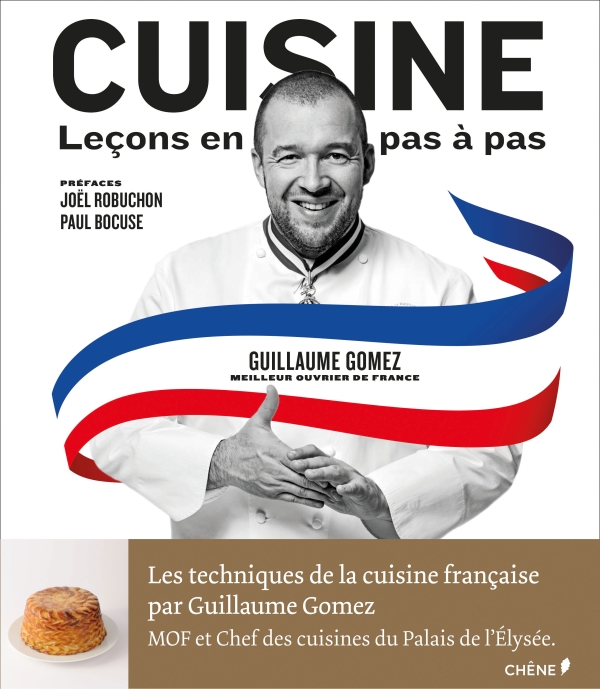 CUISINE
Leçons en pas à pas
PRÉFACES
JOËL ROBUCHON
PAUL BOCUSE
GUILLAUME GOMEZ
MEILLEUR OUVRIER DE FRANCE
Les techniques de la cuisine française
par Guillaume Gomez
MOF et Chef des cuisines du Palais de l’Élysée.
CHÊNE